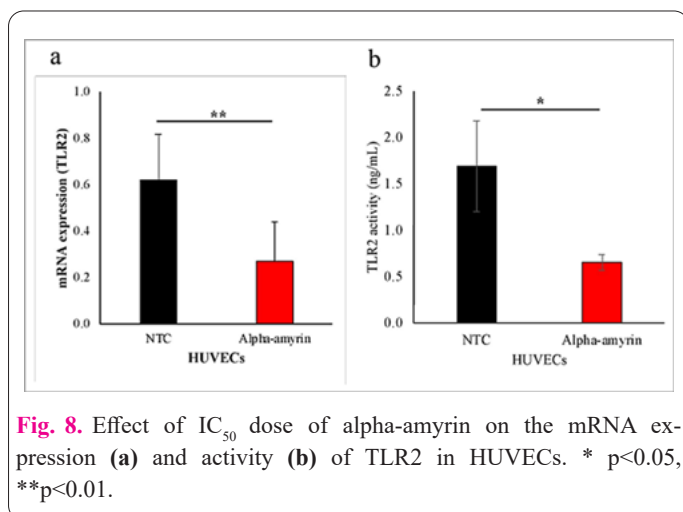 a
b
1.0
0.8
0.6
0.4
0.2
0.0
mRNA expression (TLR2)
**
NTC
Alpha-amyrin
HUVECs
2.5
2.0
1.5
1.0
0.5
0.0
TLR2 activity (ng/mL)
*
NTC
Alpha-amyrin
HUVECs
Fig. 8. Effect of IC50 dose of alpha-amyrin on the mRNA ex-
pression (a) and activity (b) of TLR2 in HUVECs. * p<0.05,
**p<0.01.